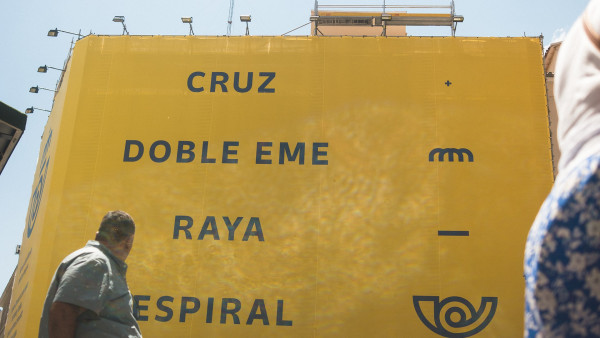 CRUZ +
DOBLE EME
RAYA —
ESPIRAL